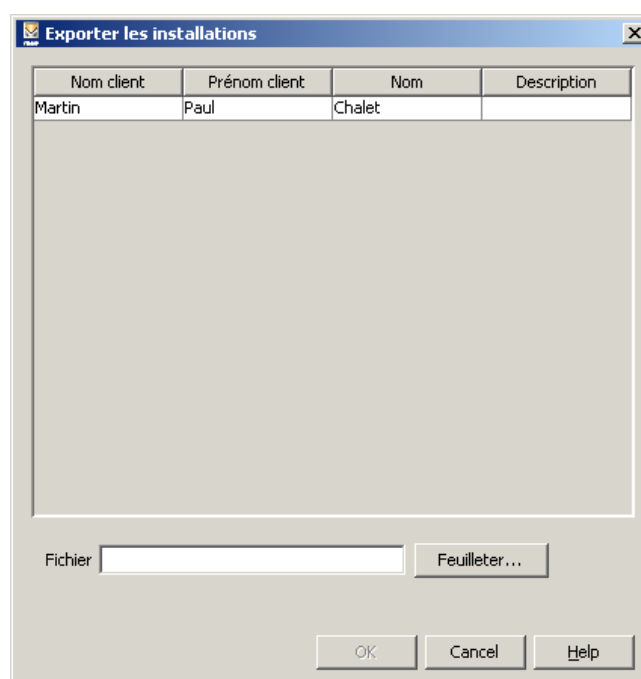 Exporter les installations
Nom client Prénom client Nom Description
Martin Paul Chalet
Fichier Feuilleter...
OK Cancel Help